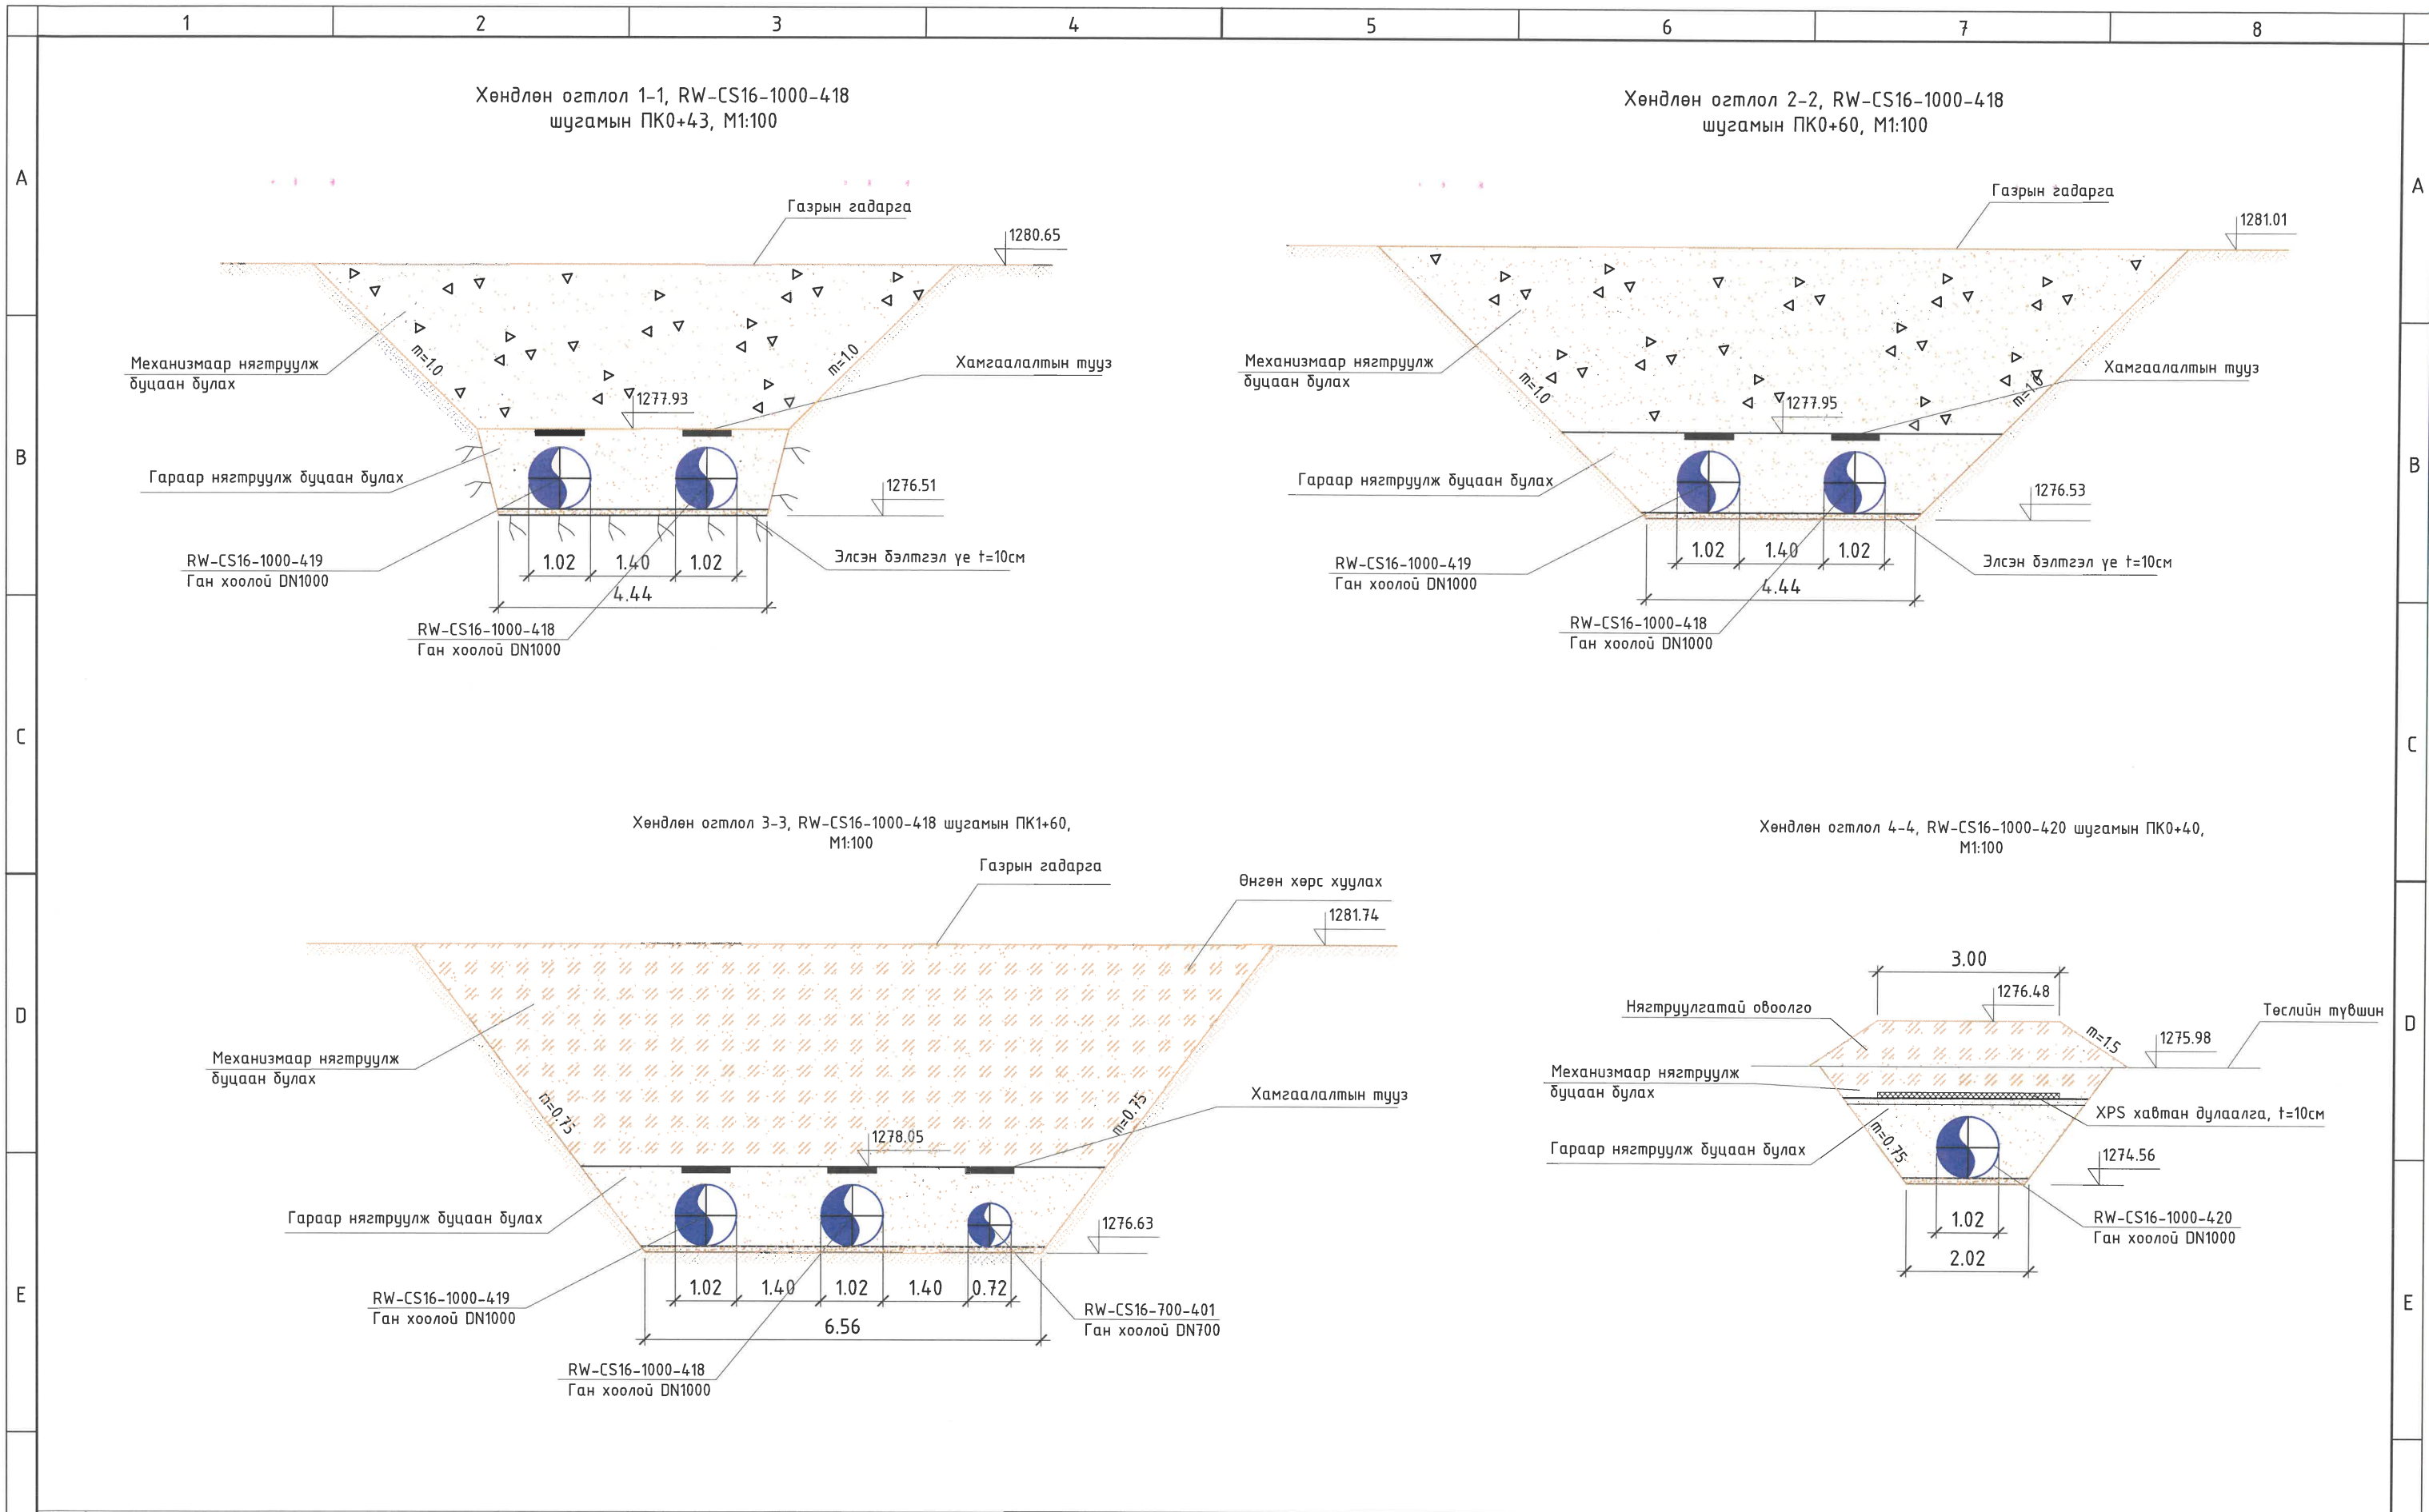 1
2
3
4
5
6
7
8
A
B
C
D
E
A
B
C
D
E
Хөндлөн огтлол 1-1, RW-CS16-1000-418
шугамын ПК0+43, М1:100
Газрын гадарга
1280.65
Механизмаар нягтруулж
буцаан булах
m=1.0
m=1.0
Хамгаалалтын тууз
1277.93
Гараар нягтруулж буцаан булах
1276.51
RW-CS16-1000-419
Ган хоолой DN1000
1.02
1.40
1.02
Элсэн бэлтгэл үе t=10см
4.44
RW-CS16-1000-418
Ган хоолой DN1000
Хөндлөн огтлол 2-2, RW-CS16-1000-418
шугамын ПК0+60, М1:100
Газрын гадарга
1281.01
Механизмаар нягтруулж
буцаан булах
m=1.0
m=1.0
Хамгаалалтын тууз
1277.95
Гараар нягтруулж буцаан булах
1276.53
RW-CS16-1000-419
Ган хоолой DN1000
1.02
1.40
1.02
Элсэн бэлтгэл үе t=10см
4.44
RW-CS16-1000-418
Ган хоолой DN1000
Хөндлөн огтлол 3-3, RW-CS16-1000-418 шугамын ПК1+60,
М1:100
Газрын гадарга
Өнгөн хөрс хуулах
1281.74
Механизмаар нягтруулж
буцаан булах
m=0.75
m=0.75
Хамгаалалтын тууз
1278.05
Гараар нягтруулж буцаан булах
1276.63
RW-CS16-1000-419
Ган хоолой DN1000
1.02
1.40
1.02
1.40
0.72
RW-CS16-700-401
Ган хоолой DN700
6.56
RW-CS16-1000-418
Ган хоолой DN1000
Хөндлөн огтлол 4-4, RW-CS16-1000-420 шугамын ПК0+40,
М1:100
3.00
1276.48
Нягтруулгатай овоолго
Төслийн түвшин
m=1.5
1275.98
Механизмаар нягтруулж
буцаан булах
XPS хавтан дулаалга, t=10см
m=0.75
Гараар нягтруулж буцаан булах
1274.56
1.02
RW-CS16-1000-420
Ган хоолой DN1000
2.02